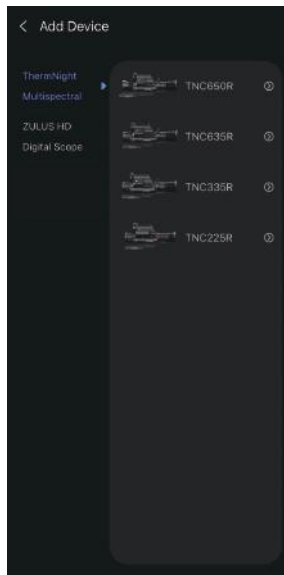 Add Device
ThermNight
Multispectral
ZULUS HD
Digital Scope
TNC650R
TNC635R
TNC335R
TNC225R